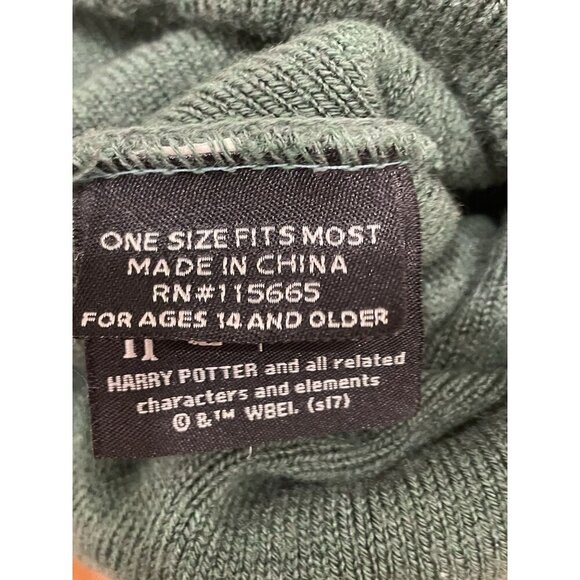 ONE SIZE FITS MOST
MADE IN CHINA
RN#115665
FOR AGES 14 AND OLDER
HARRY POTTER and all related
characters and elements
© & ™ WBEI. (s17)